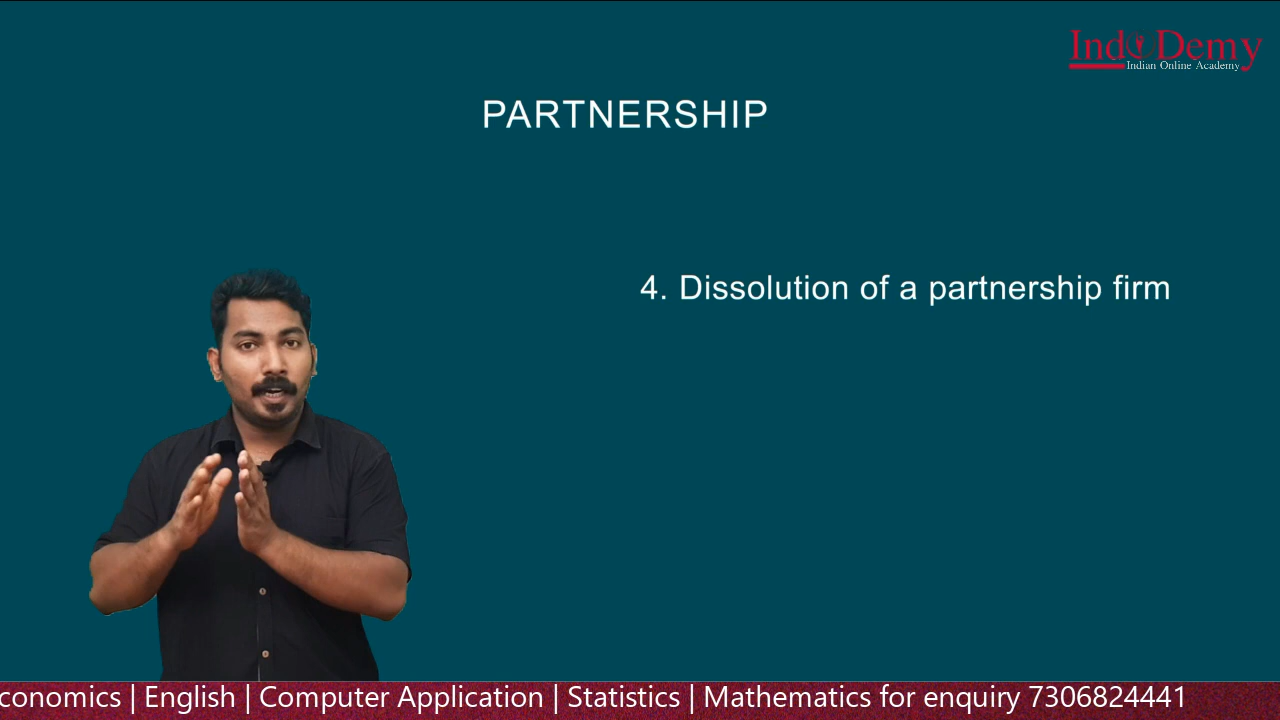 IndoDemy
Indian Online Academy
PARTNERSHIP
4. Dissolution of a partnership firm
conomics | English | Computer Application | Statistics | Mathematics for enquiry 7306824441